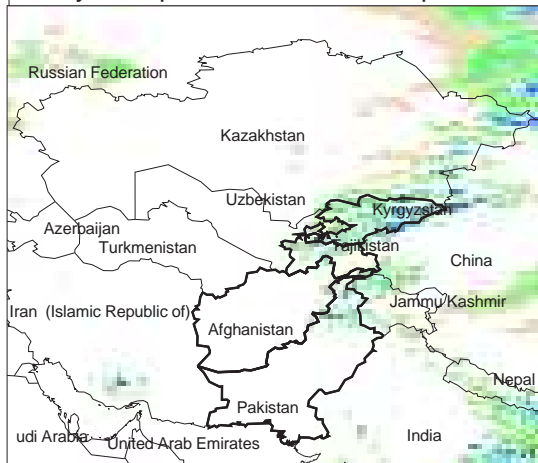 Russian Federation
Kazakhstan
Uzbekistan
Kyrgyzstan
Azerbaijan
Turkmenistan
Tajikistan
China
Iran (Islamic Republic of)
Jammu Kashmir
Afghanistan
Nepal
Pakistan
udi Arabia
United Arab Emirates
India